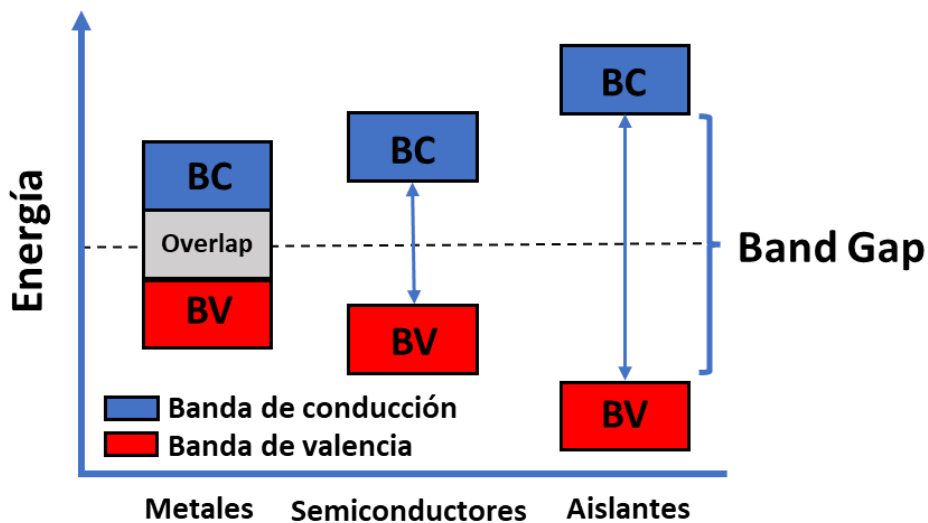 Energía
BC
Overlap
BV
BC
BV
BC
BV
Band Gap
Banda de conducción
Banda de valencia
Metales
Semiconductores
Aislantes